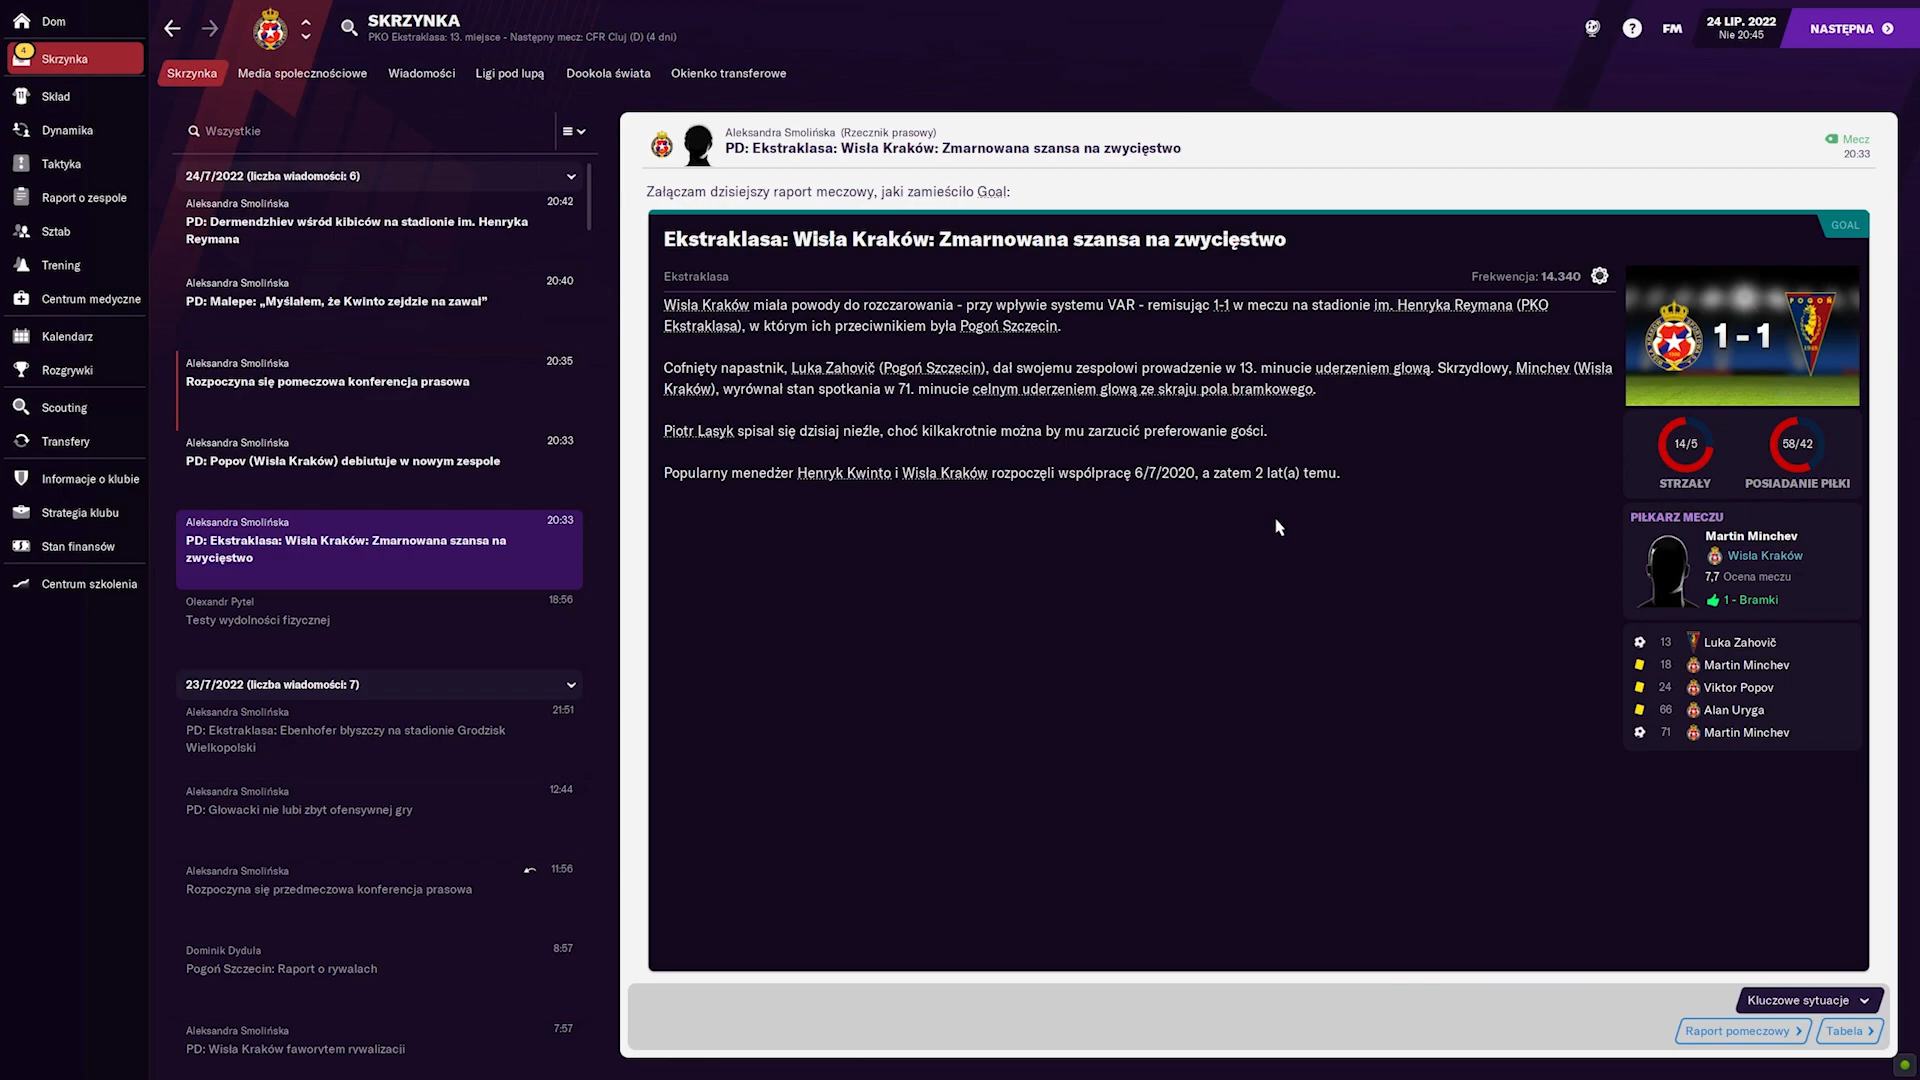 Dom
4
Skrzynka
Skład
Dynamika
Taktyka
Raport o zespole
Sztab
Trening
Centrum medyczne
Kalendarz
Rozgrywki
Scouting
Transfery
Informacje o klubie
Strategia klubu
Stan finansów
Centrum szkolenia
SKRZYNKA
PKO Ekstraklasa: 13. miejsce - Następny mecz: CFR Cluj (D) (4 dni)
FM
24 LIP. 2022
Nie 20:45
NASTĘPNA
Skrzynka
Media społecznościowe
Wiadomości
Ligi pod lupą
Dookoła świata
Okienko transferowe
Wszystkie
24/7/2022 (liczba wiadomości: 6)
Aleksandra Smolińska 20:42
PD: Dermendzhiev wśród kibiców na stadionie im. Henryka
Reymana
Aleksandra Smolińska 20:40
PD: Malepe: „Myślałem, że Kwinto zejdzie na zawał”
Aleksandra Smolińska 20:35
Rozpoczyna się pomeczowa konferencja prasowa
Aleksandra Smolińska 20:33
PD: Popov (Wisła Kraków) debiutuje w nowym zespole
Aleksandra Smolińska 20:33
PD: Ekstraklasa: Wisła Kraków: Zmarnowana szansa na
zwycięstwo
Olexandr Pytel 18:56
Testy wydolności fizycznej
23/7/2022 (liczba wiadomości: 7)
Aleksandra Smolińska 21:51
PD: Ekstraklasa: Ebenhofer błyszczy na stadionie Grodzisk
Wielkopolski
Aleksandra Smolińska 12:44
PD: Głowacki nie lubi zbyt ofensywnej gry
Aleksandra Smolińska 11:56
Rozpoczyna się przedmeczowa konferencja prasowa
Dominik Dyduła 8:57
Pogoń Szczecin: Raport o rywalach
Aleksandra Smolińska 7:57
PD: Wisła Kraków faworytem rywalizacji
Aleksandra Smolińska (Rzecznik prasowy)
PD: Ekstraklasa: Wisła Kraków: Zmarnowana szansa na zwycięstwo
Mecz
20:33
Załączam dzisiejszy raport meczowy, jaki zamieściło Goal:
GOAL
Ekstraklasa: Wisła Kraków: Zmarnowana szansa na zwycięstwo
Ekstraklasa
Frekwencja: 14.340
Wisła Kraków miała powody do rozczarowania - przy wpływie systemu VAR - remisując 1-1 w meczu na stadionie im. Henryka Reymana (PKO
Ekstraklasa), w którym ich przeciwnikiem była Pogoń Szczecin.
Cofnięty napastnik, Luka Zahovič (Pogoń Szczecin), dał swojemu zespołowi prowadzenie w 13. minucie uderzeniem głową. Skrzydłowy, Minchev (Wisła
Kraków), wyrównał stan spotkania w 71. minucie celnym uderzeniem głową ze skraju pola bramkowego.
Piotr Lasyk spisał się dzisiaj nieźle, choć kilkakrotnie można by mu zarzucić preferowanie gości.
Popularny menedżer Henryk Kwinto i Wisła Kraków rozpoczęli współpracę 6/7/2020, a zatem 2 lat(a) temu.
POGOŃ
1948
1 - 1
14/5
STRZAŁY
58/42
POSIADANIE PIŁKI
PIŁKARZ MECZU
Martin Minchev
Wisła Kraków
7,7 Ocena meczu
1 - Bramki
13 Luka Zahovič
18 Martin Minchev
24 Viktor Popov
66 Alan Uryga
71 Martin Minchev
Kluczowe sytuacje
Raport pomeczowy
Tabela